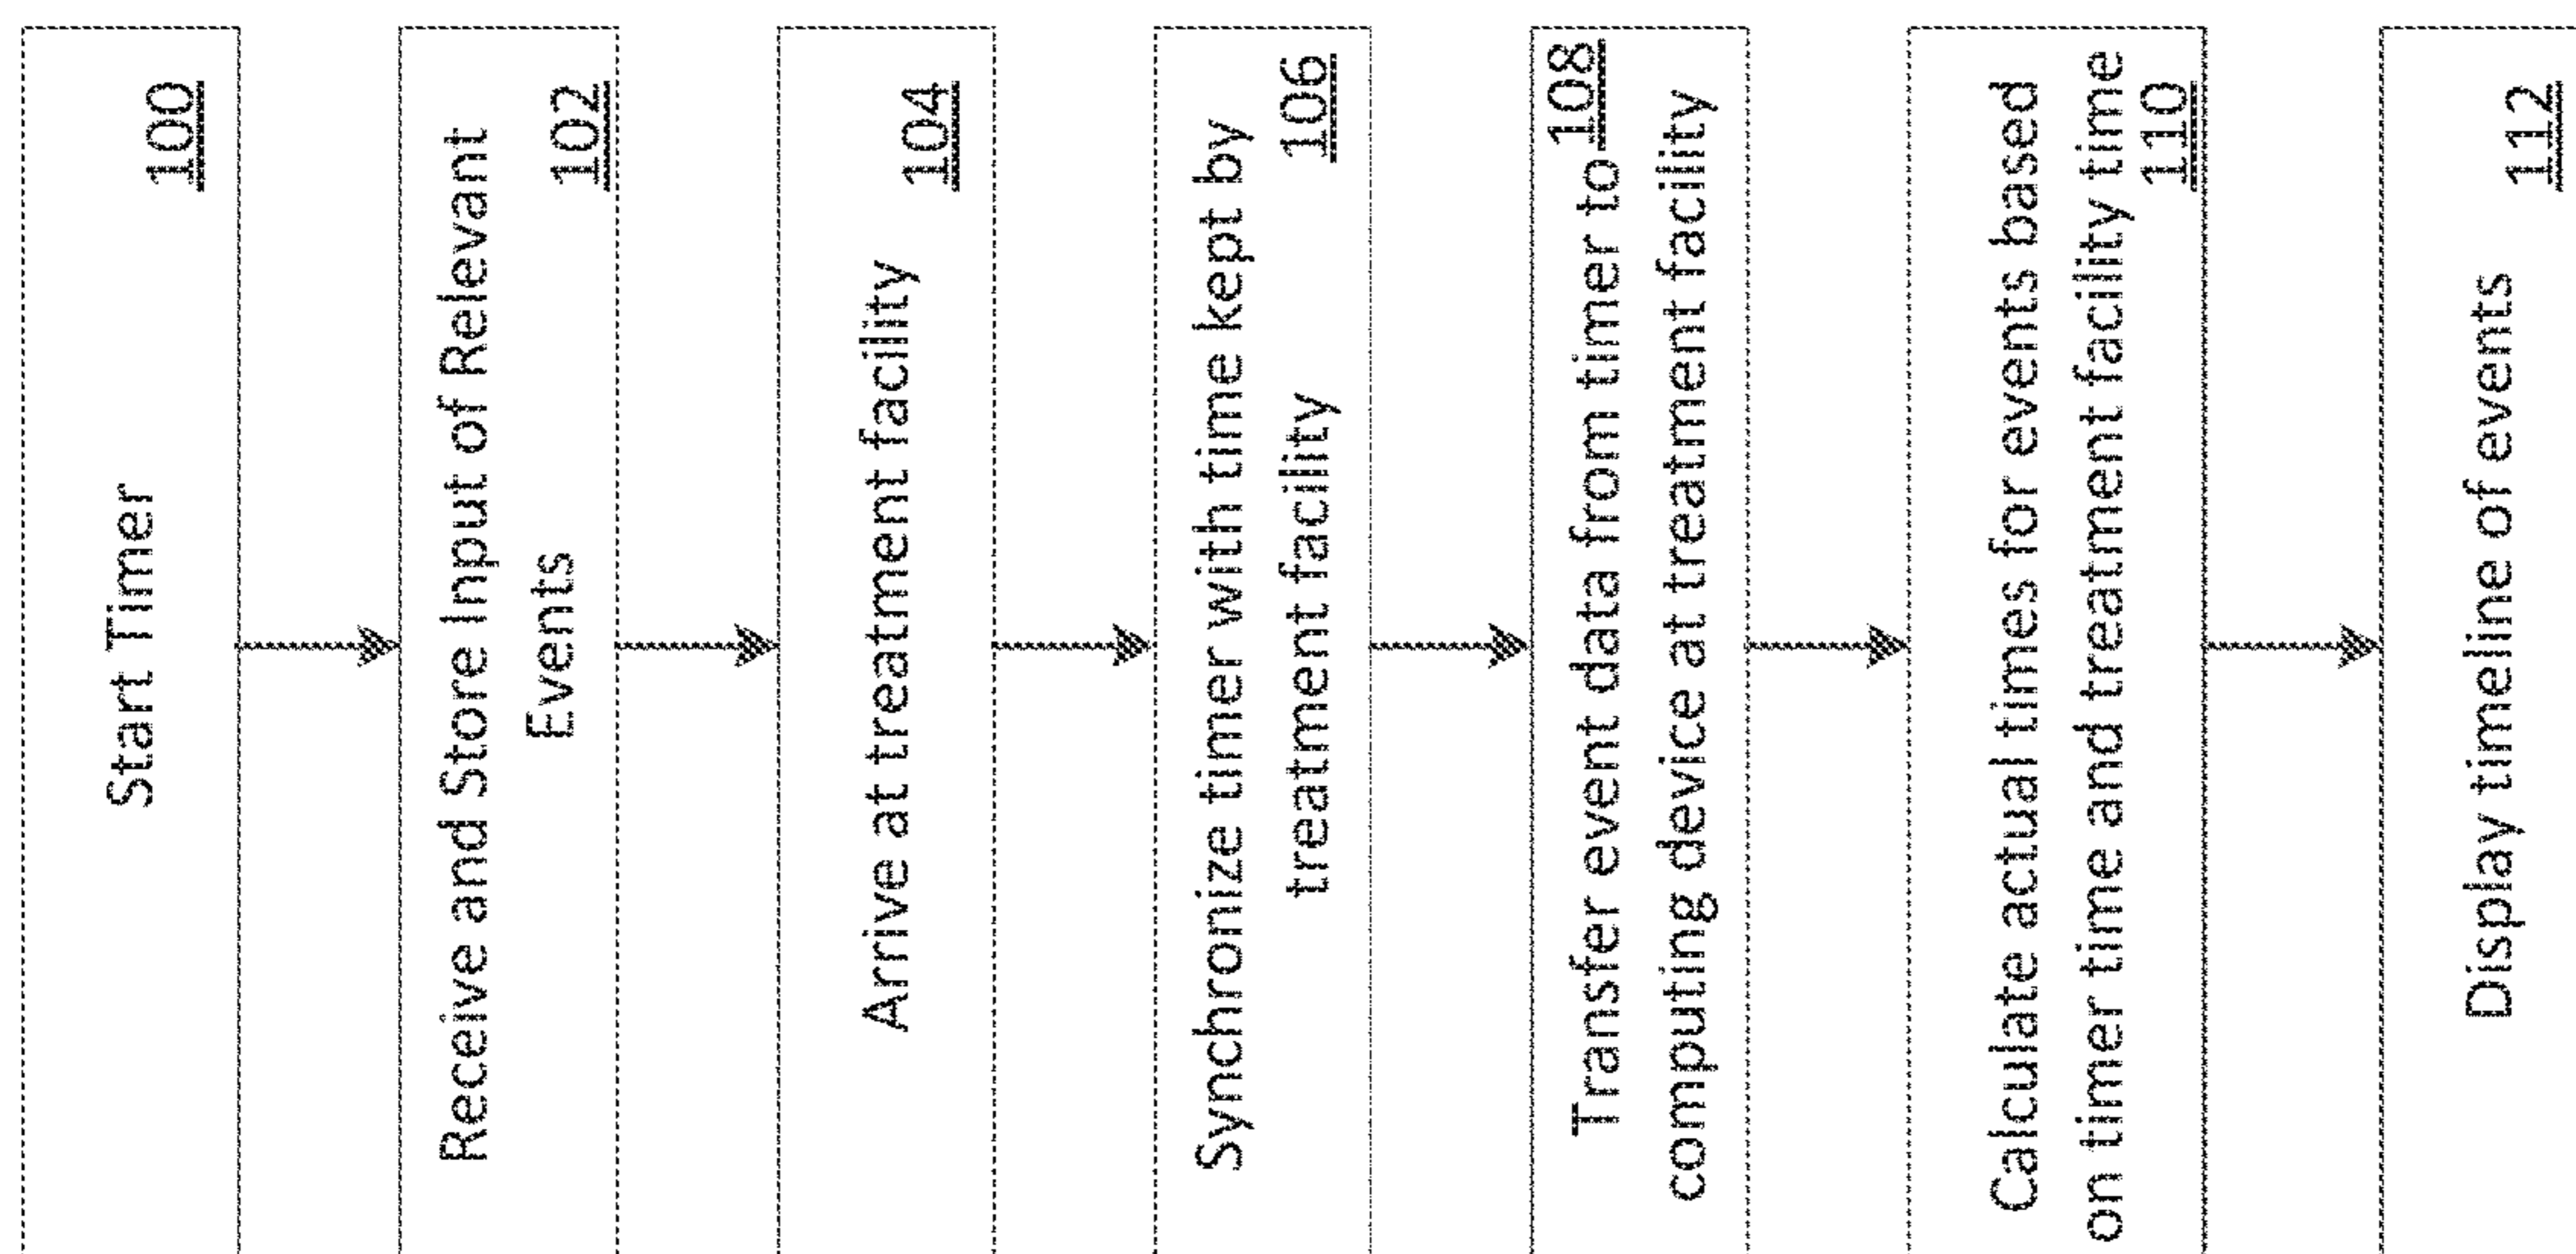 Start Timer
100
Receive and Store Input of Relevant
Events
102
Arrive at treatment facility
104
Synchronize timer with time kept by
treatment facility
106
Transfer event data from timer to
108
computing device at treatment facility
Calculate actual times for events based
on timer time and treatment facility time
110
Display timeline of events
112